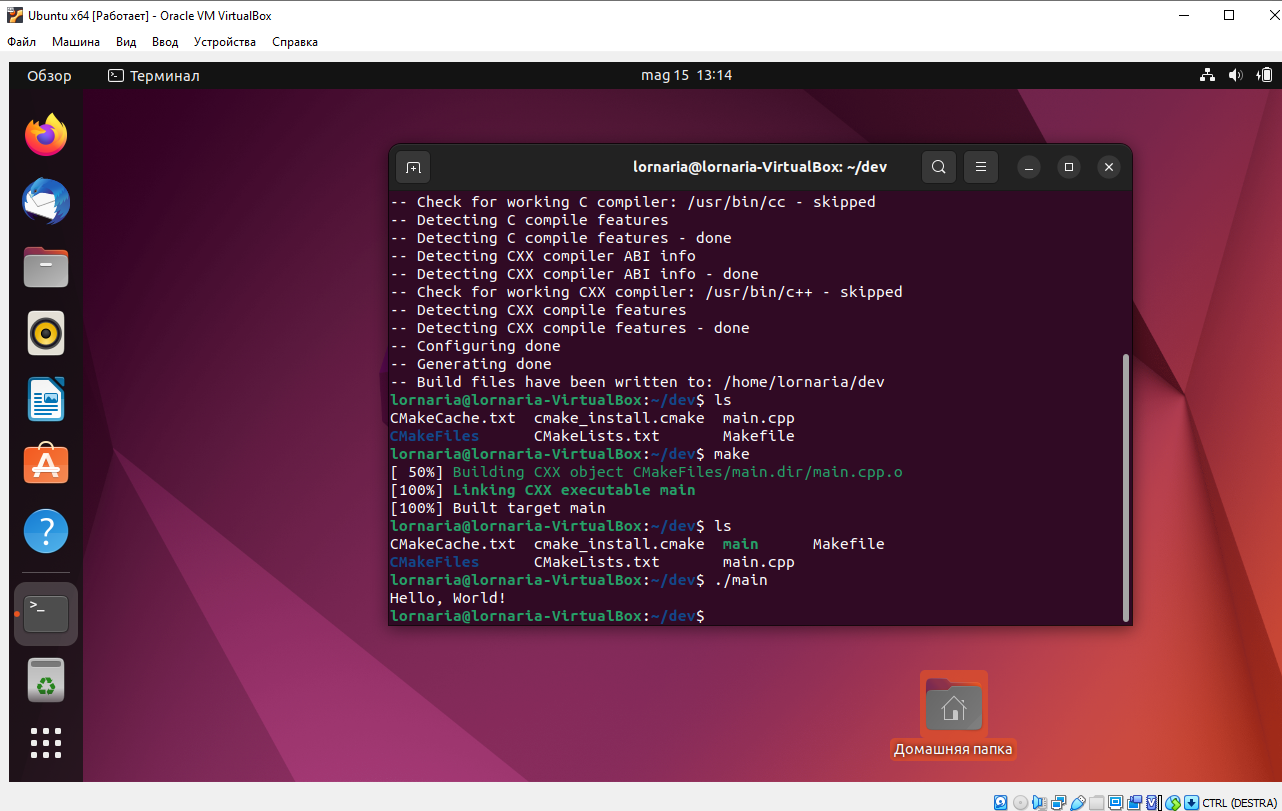 Ubuntu x64 [Работает] - Oracle VM VirtualBox
Файл Машина Вид Ввод Устройства Справка
Обзор Терминал mag 15 13:14
lornaria@lornaria-VirtualBox: ~/dev
-- Check for working C compiler: /usr/bin/cc - skipped
-- Detecting C compile features
-- Detecting C compile features - done
-- Detecting CXX compiler ABI info
-- Detecting CXX compiler ABI info - done
-- Check for working CXX compiler: /usr/bin/c++ - skipped
-- Detecting CXX compile features
-- Detecting CXX compile features - done
-- Configuring done
-- Generating done
-- Build files have been written to: /home/lornaria/dev
lornaria@lornaria-VirtualBox:~/dev$ ls
CMakeCache.txt cmake_install.cmake main.cpp
CMakeFiles CMakeLists.txt Makefile
lornaria@lornaria-VirtualBox:~/dev$ make
[ 50%] Building CXX object CMakeFiles/main.dir/main.cpp.o
[100%] Linking CXX executable main
[100%] Built target main
lornaria@lornaria-VirtualBox:~/dev$ ls
CMakeCache.txt cmake_install.cmake main Makefile
CMakeFiles CMakeLists.txt main.cpp
lornaria@lornaria-VirtualBox:~/dev$ ./main
Hello, World!
lornaria@lornaria-VirtualBox:~/dev$
Домашняя папка
CTRL (DESTRA)